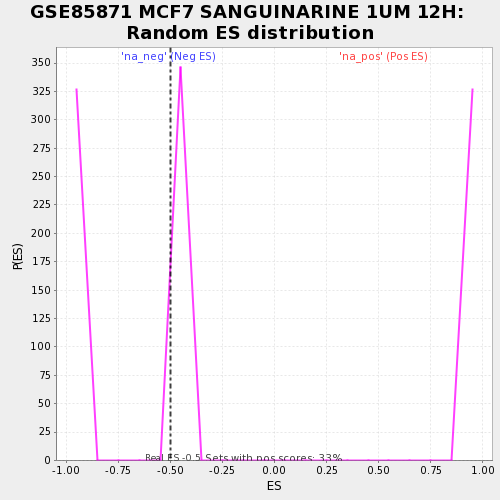 GSE85871 MCF7 SANGUINARINE 1UM 12H:
Random ES distribution
'na_neg' (Neg ES)
'na_pos' (Pos ES)
350
325
300
275
250
225
200
175
150
125
100
75
50
25
0
P(ES)
Real ES -0.5 Sets with pos scores: 33%
-1.00 -0.75 -0.50 -0.25 0.00 0.25 0.50 0.75 1.00
ES